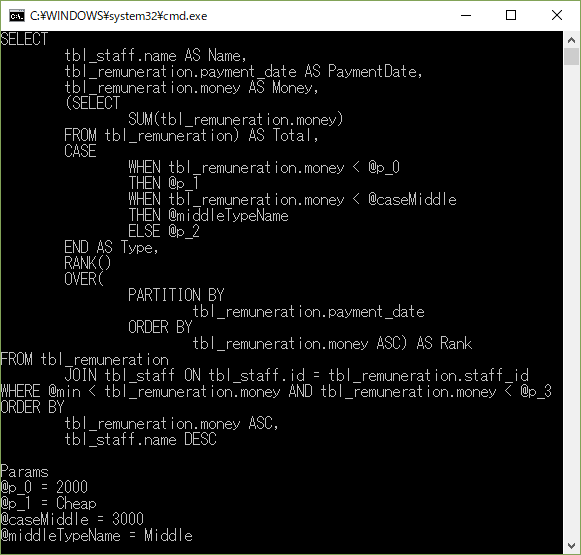 C:¥WINDOWS¥system32¥cmd.exe
SELECT
tbl_staff.name AS Name,
tbl_remuneration.payment_date AS PaymentDate,
tbl_remuneration.money AS Money,
(SELECT
SUM(tbl_remuneration.money)
FROM tbl_remuneration) AS Total,
CASE
WHEN tbl_remuneration.money < @p_0
THEN @p_1
WHEN tbl_remuneration.money < @caseMiddle
THEN @middleTypeName
ELSE @p_2
END AS Type,
RANK()
OVER(
PARTITION BY
tbl_remuneration.payment_date
ORDER BY
tbl_remuneration.money ASC) AS Rank
FROM tbl_remuneration
JOIN tbl_staff ON tbl_staff.id = tbl_remuneration.staff_id
WHERE @min < tbl_remuneration.money AND tbl_remuneration.money < @p_3
ORDER BY
tbl_remuneration.money ASC,
tbl_staff.name DESC
Params
@p_0 = 2000
@p_1 = Cheap
@caseMiddle = 3000
@middleTypeName = Middle